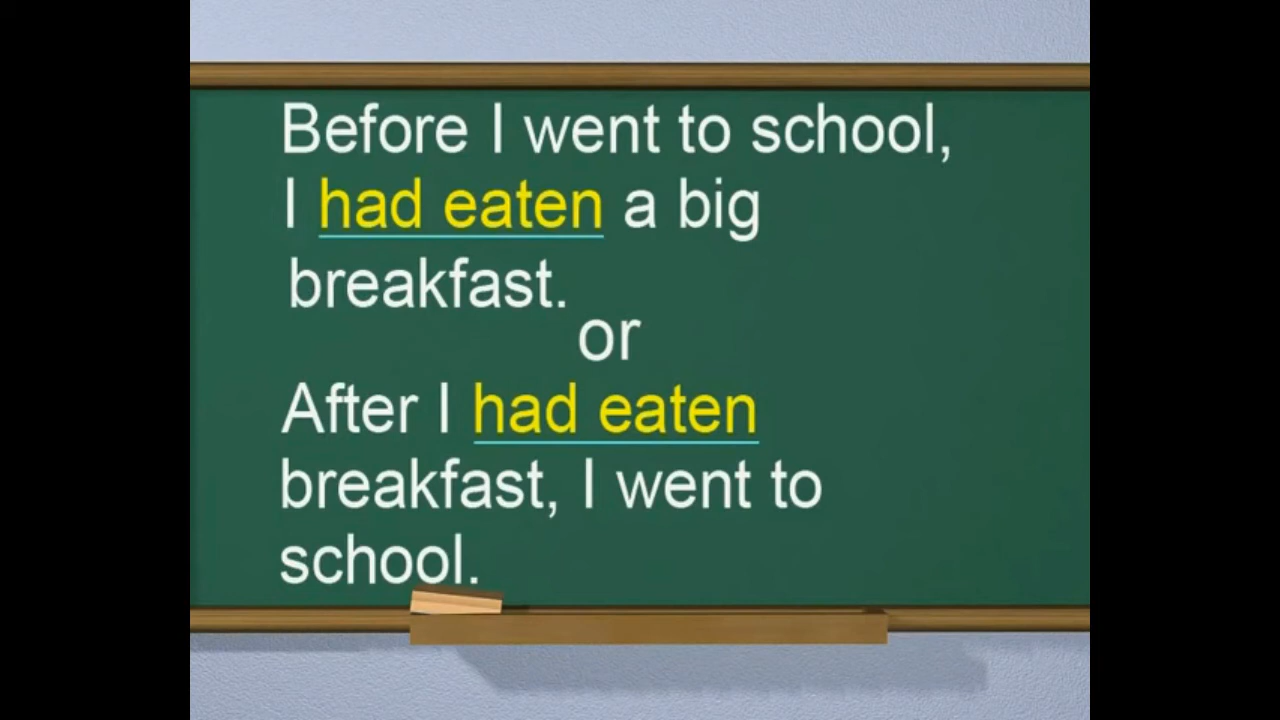 Before I went to school,
I had eaten a big
breakfast.
or
After I had eaten
breakfast, I went to
school.